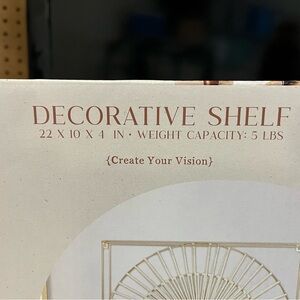 DECORATIVE SHELF
22 X 10 X 4 IN • WEIGHT CAPACITY: 5 LBS
{Create Your Vision}